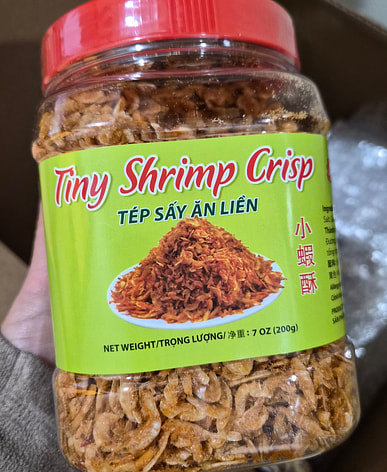 Tiny Shrimp Crisp
TÉP SẤY ĂN LIỀN
小
蝦
酥
NET WEIGHT/TRỌNG LƯỢNG/净重: 7 OZ (200g)